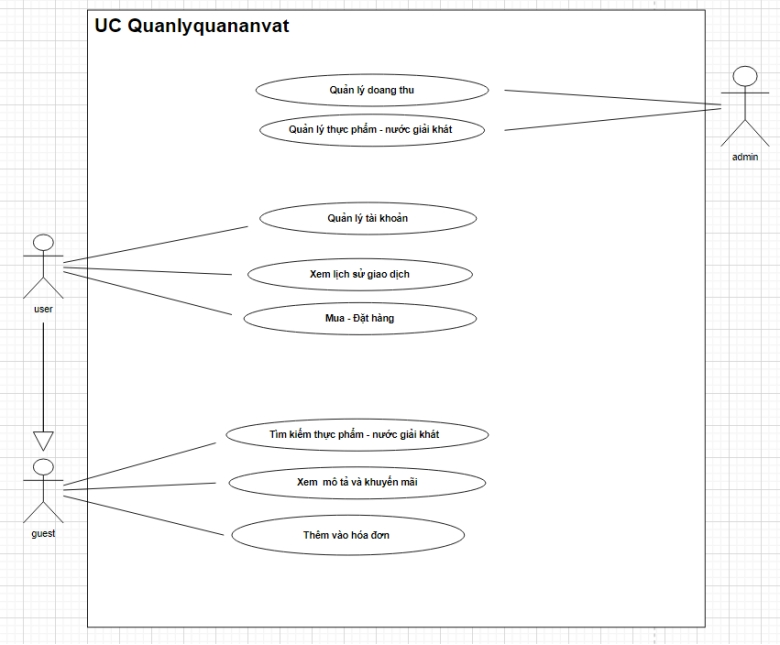 UC Quanlyquananvat
Quản lý doang thu
Quản lý thực phẩm - nước giải khát
admin
Quản lý tài khoản
Xem lịch sử giao dịch
user
Mua - Đặt hàng
Tìm kiếm thực phẩm - nước giải khát
Xem mô tả và khuyến mãi
guest
Thêm vào hóa đơn